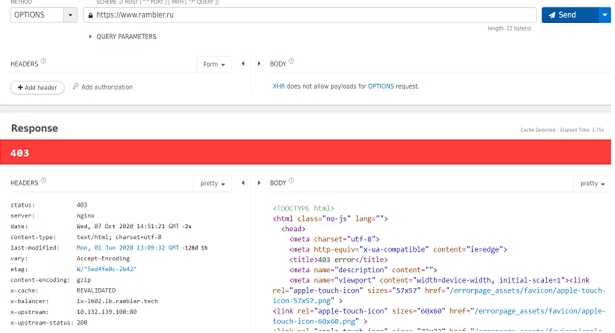 METHOD
SCHEME :// HOST [ ":" PORT ] [ PATH [ "?" QUERY ]]
OPTIONS
https://www.rambler.ru
Send
length: 22 byte(s)
QUERY PARAMETERS
HEADERS
Form
BODY
Add header
Add authorization
XHR does not allow payloads for OPTIONS request.
Response
Cache Detected - Elapsed Time: 1.75s
403
HEADERS
pretty
BODY
pretty
status: 403
server: nginx
date: Wed, 07 Oct 2020 14:51:21 GMT -2s
content-type: text/html; charset=utf-8
last-modified: Mon, 01 Jun 2020 13:09:32 GMT -128d 1h
vary: Accept-Encoding
etag: W/"5ed4fe0c-2b42"
content-encoding: gzip
x-cache: REVALIDATED
x-balancer: lx-lb02.lb.rambler.tech
x-upstream: 10.132.139.100:80
x-upstream-status: 200
<!DOCTYPE html>
<html class="no-js" lang="">
<head>
<meta charset="utf-8">
<meta http-equiv="x-ua-compatible" content="ie=edge">
<title>403 error</title>
<meta name="description" content="">
<meta name="viewport" content="width=device-width, initial-scale=1"><link
rel="apple-touch-icon" sizes="57x57" href="/errorpage_assets/favicon/apple-touch-
icon-57x57.png" >
<link rel="apple-touch-icon" sizes="60x60" href="/errorpage_assets/favicon/apple-
touch-icon-60x60.png" >